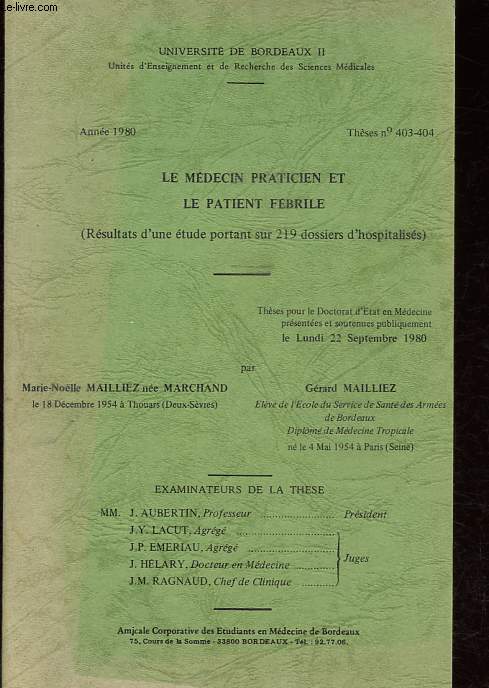 le-livre.com
UNIVERSITÉ DE BORDEAUX II
Unités d'Enseignement et de Recherche des Sciences Médicales
Année 1980
Thèses nº 403-404
LE MÉDECIN PRATICIEN ET
LE PATIENT FEBRILE
(Résultats d'une étude portant sur 219 dossiers d'hospitalisés)
Thèses pour le Doctorat d'Etat en Médecine
présentées et soutenues publiquement
le Lundi 22 Septembre 1980
par
Marie-Noëlle MAILLIEZ née MARCHAND
le 18 Décembre 1954 à Thouars (Deux-Sèvres)
Gérard MAILLIEZ
Elève de l'Ecole du Service de Santé des Armées
de Bordeaux
Diplômé de Médecine Tropicale
né le 4 Mai 1954 à Paris (Seine)
EXAMINATEURS DE LA THESE
MM. J. AUBERTIN, Professeur .................... Président
J.Y. LACUT, Agrégé ............................
J.P. EMERIAU, Agrégé ........................
J. HÉLARY, Docteur en Médecine ............ Juges
J.M. RAGNAUD, Chef de Clinique ..........
Amicale Corporative des Etudiants en Médecine de Bordeaux
75, Cours de la Somme - 33800 BORDEAUX - Tél. : 92.77.06.